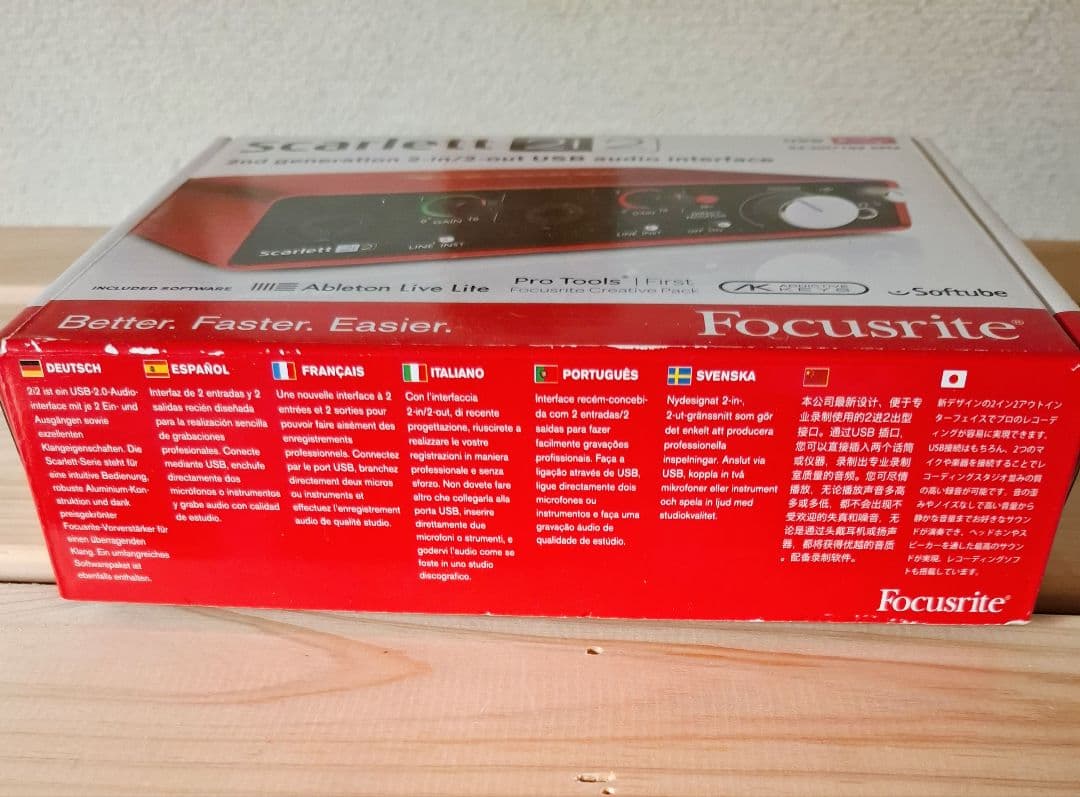 Scarlett 2i2
2nd generation 2-in/2-out USB audio interface
GAIN
GAIN
Scarlett 2i2
LINE INST
LINE INST
OFF ON
INCLUDED SOFTWARE
Ableton Live Lite
Pro Tools® | First
Focusrite Creative Pack
AK ADDICTIVE KEYS
Softube
Better. Faster. Easier.
Focusrite®
DEUTSCH
2i2 ist ein USB-2.0-Audio-
interface mit je 2 Ein- und
Ausgängen sowie
exzellenten
Klangeigenschaften. Die
Scarlett-Serie steht für
eine intuitive Bedienung,
robuste Aluminium-Kon-
struktion und dank
preisgekrönter
Focusrite-Vorverstärker für
einen überragenden
Klang. Ein umfangreiches
Softwarepaket ist
ebenfalls enthalten.
ESPAÑOL
Interfaz de 2 entradas y 2
salidas recién diseñada
para la realización sencilla
de grabaciones
profesionales. Conecte
mediante USB, enchufe
directamente dos
micrófonos o instrumentos
y grabe audio con calidad
de estudio.
FRANÇAIS
Une nouvelle interface à 2
entrées et 2 sorties pour
pouvoir faire aisément des
enregistrements
professionnels. Connectez
par le port USB, branchez
directement deux micros
ou instruments et
effectuez l'enregistrement
audio de qualité studio.
ITALIANO
Con l'interfaccia
2-in/2-out, di recente
progettazione, riuscirete a
realizzare le vostre
registrazioni in maniera
professionale e senza
sforzo. Non dovete fare
altro che collegarla alla
porta USB, inserire
direttamente due
microfoni o strumenti, e
godervi l'audio come se
foste in uno studio
discografico.
PORTUGUÊS
Interface recém-concebi-
da com 2 entradas/2
saídas para fazer
facilmente gravações
profissionais. Faça a
ligação através de USB,
ligue directamente dois
microfones ou
instrumentos e faça uma
gravação áudio de
qualidade de estúdio.
SVENSKA
Nydesignat 2-in-,
2-ut-gränssnitt som gör
det enkelt att producera
professionella
inspelningar. Anslut via
USB, koppla in två
mikrofoner eller instrument
och spela in ljud med
studiokvalitet.
本公司最新设计、便于专
业录制使用的2进2出型
接口。通过USB 插口,
您可以直接插入两个话筒
或仪器, 录制出专业录制
室质量的音频。您可尽情
播放, 无论播放声音多高
多或多低, 都不会出现不
受欢迎的失真和噪音, 无
论是通过头戴耳机或扬声
器, 都将获得优越的音质
。配备录制软件。
新デザインの2イン2アウトイン
ターフェイスでプロのレコーデ
ィングが容易に実現できます。
USB接続はもちろん、2つのマ
イクや楽器を接続することでレ
コーディングスタジオ並みの質
の高い録音が可能です。音の歪
みやノイズなしで高い音量から
静かな音量までお好きなサウン
ドが演奏でき、ヘッドホンやス
ピーカーを通した最高のサウン
ドが実現、レコーディングソフ
トも搭載しています。
Focusrite®